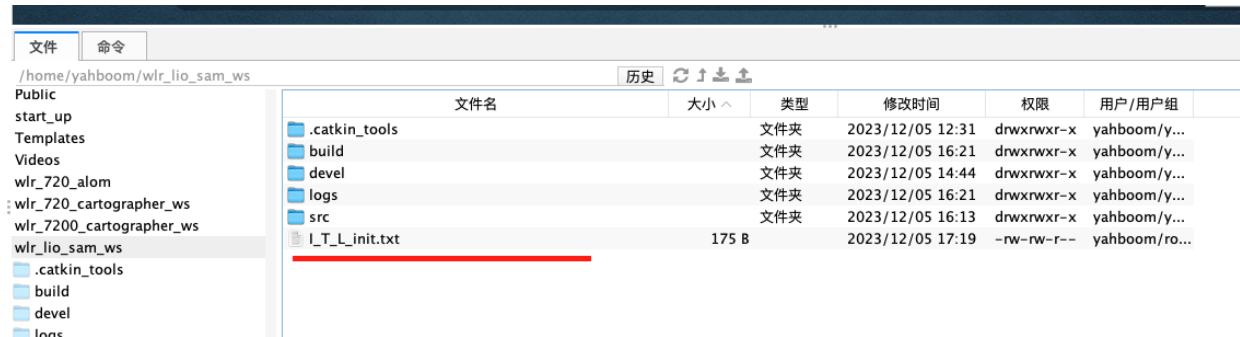 文件 命令
/home/yahboom/wlr_lio_sam_ws 历史
Public
start_up
Templates
Videos
wlr_720_alom
wlr_720_cartographer_ws
wlr_7200_cartographer_ws
wlr_lio_sam_ws
.catkin_tools
build
devel
logs
文件名 大小 类型 修改时间 权限 用户/用户组
.catkin_tools 文件夹 2023/12/05 12:31 drwxrwxr-x yahboom/y...
build 文件夹 2023/12/05 16:21 drwxrwxr-x yahboom/y...
devel 文件夹 2023/12/05 14:44 drwxrwxr-x yahboom/y...
logs 文件夹 2023/12/05 16:21 drwxrwxr-x yahboom/y...
src 文件夹 2023/12/05 16:13 drwxrwxr-x yahboom/y...
I_T_L_init.txt 175 B 2023/12/05 17:19 -rw-rw-r-- yahboom/ro...